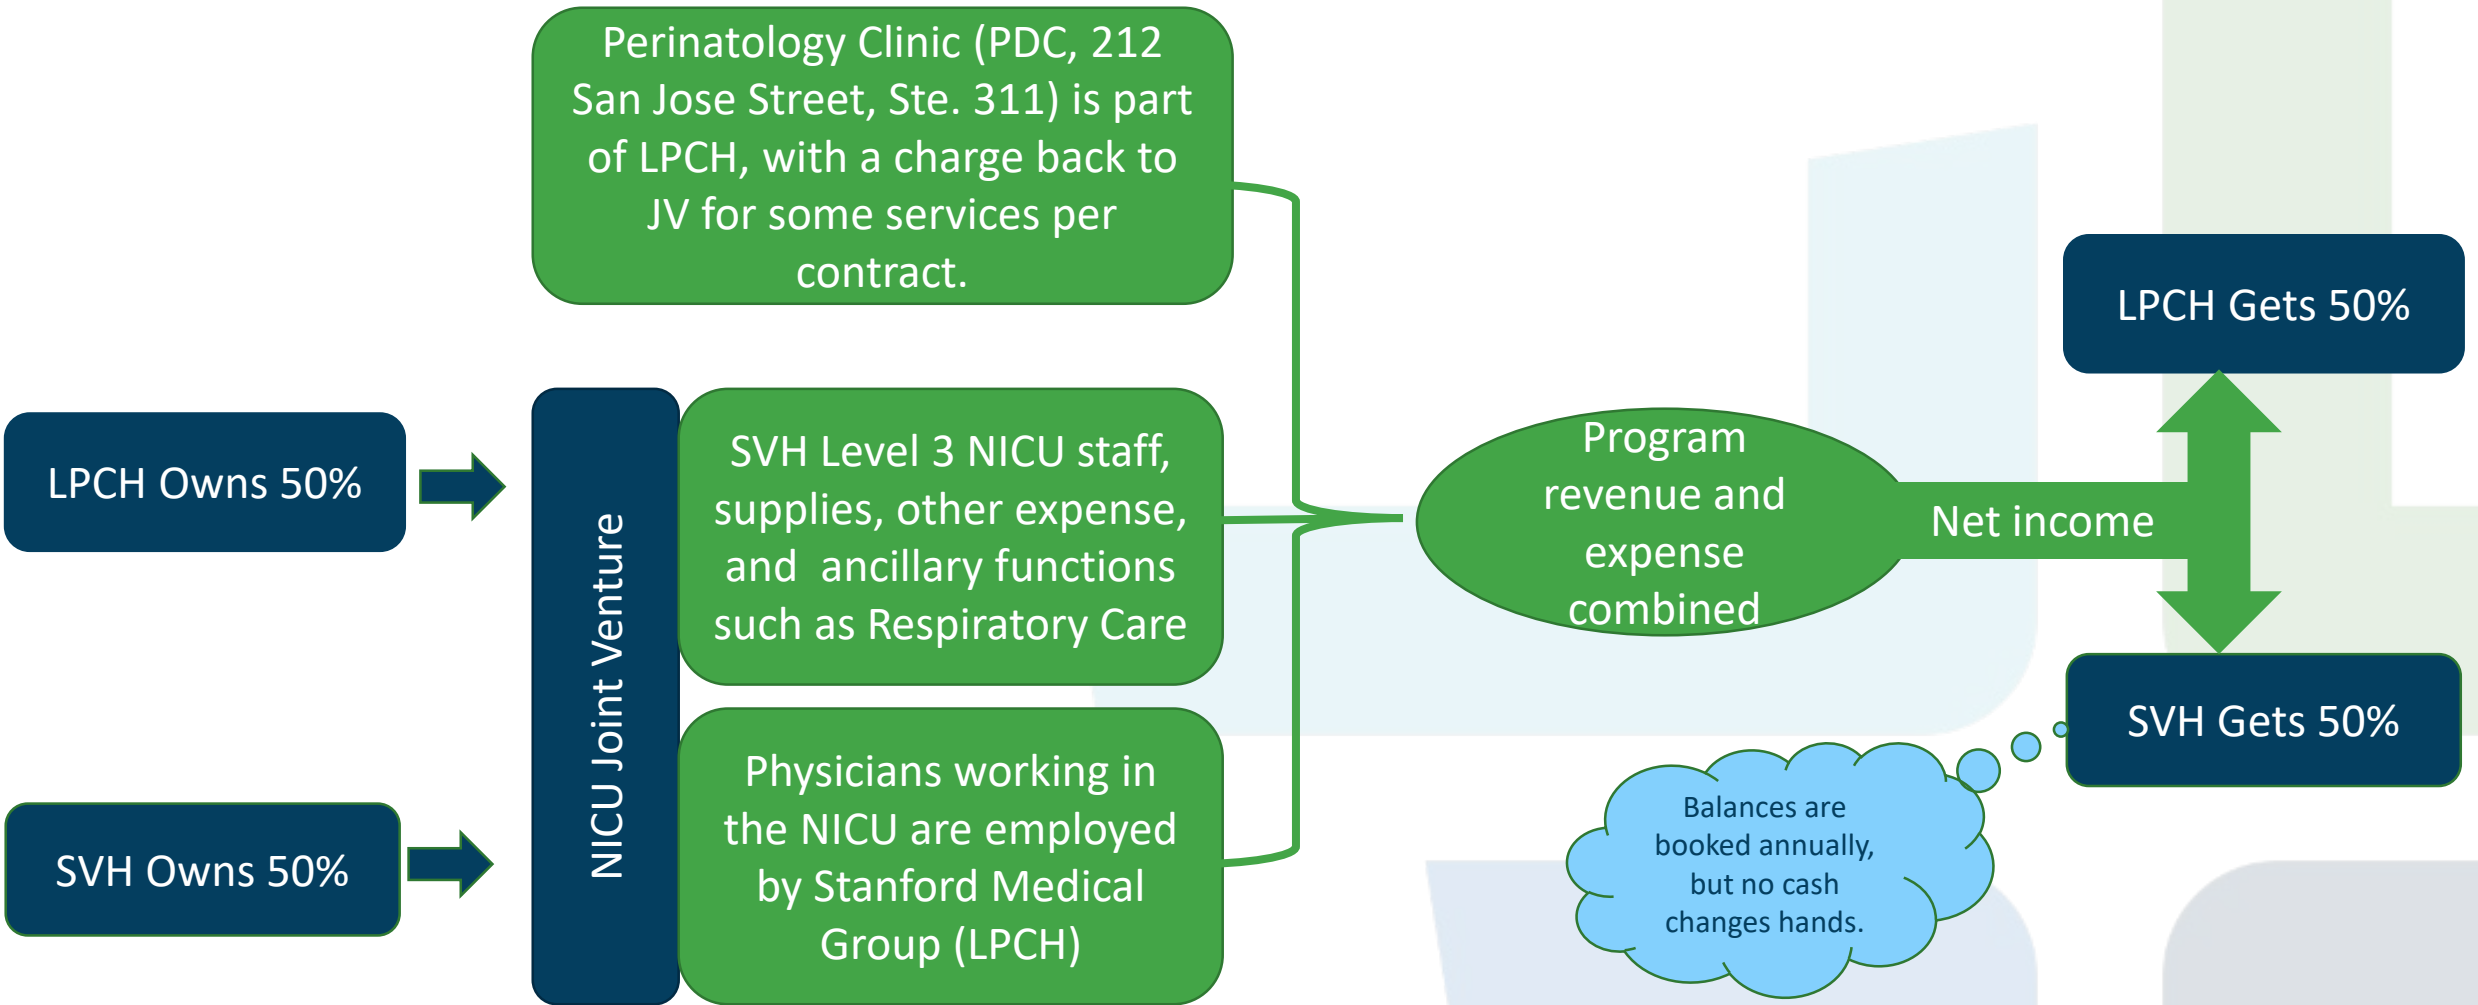 Perinatology Clinic (PDC, 212
San Jose Street, Ste. 311) is part
of LPCH, with a charge back to
JV for some services per
contract.
LPCH Owns 50%
SVH Owns 50%
NICU Joint Venture
SVH Level 3 NICU staff,
supplies, other expense,
and  ancillary functions
such as Respiratory Care
Physicians working in
the NICU are employed
by Stanford Medical
Group (LPCH)
Program
revenue and
expense
combined
Net income
LPCH Gets 50%
SVH Gets 50%
Balances are
booked annually,
but no cash
changes hands.